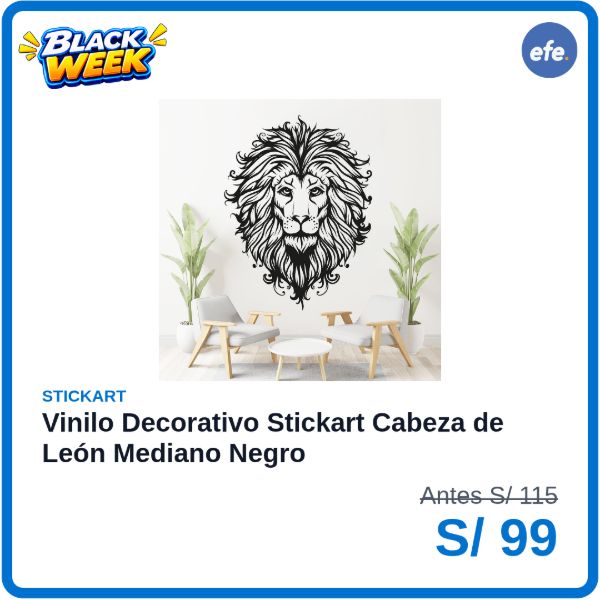 BLACK
WEEK
efe.
STICKART
Vinilo Decorativo Stickart Cabeza de
León Mediano Negro
Antes S/ 115
S/ 99